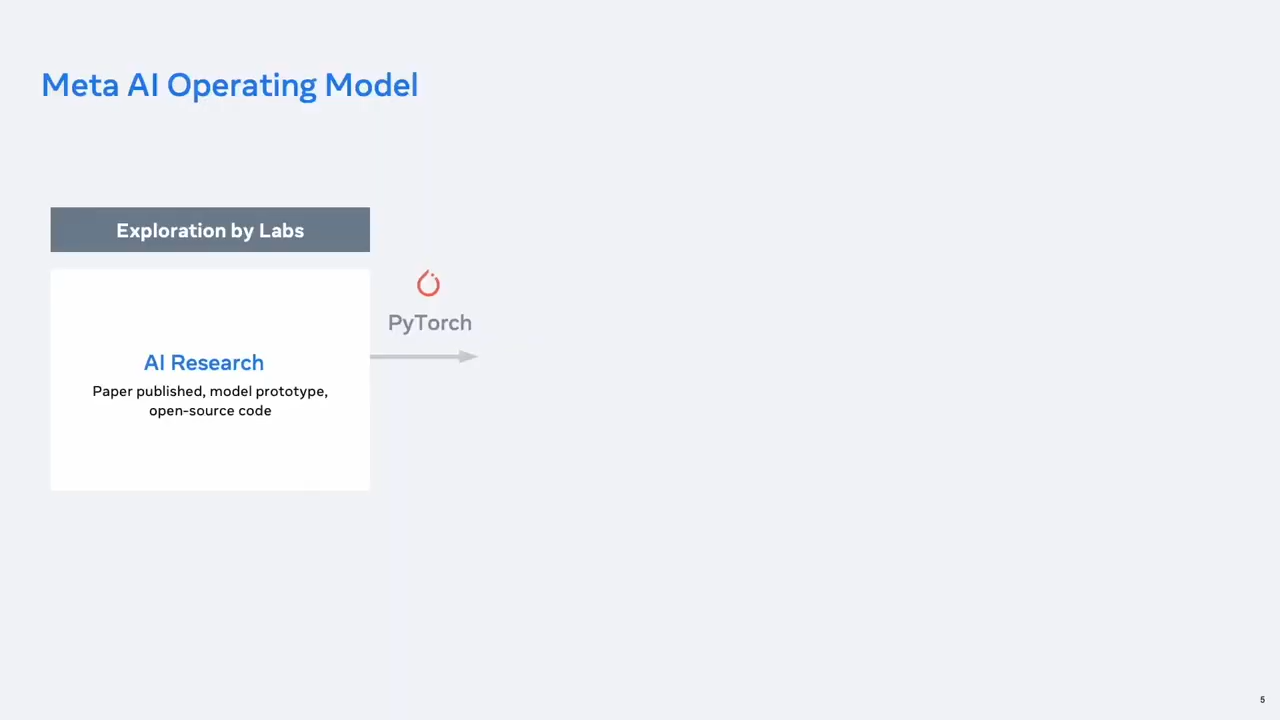 Meta AI Operating Model
Exploration by Labs
PyTorch
AI Research
Paper published, model prototype,
open-source code
5